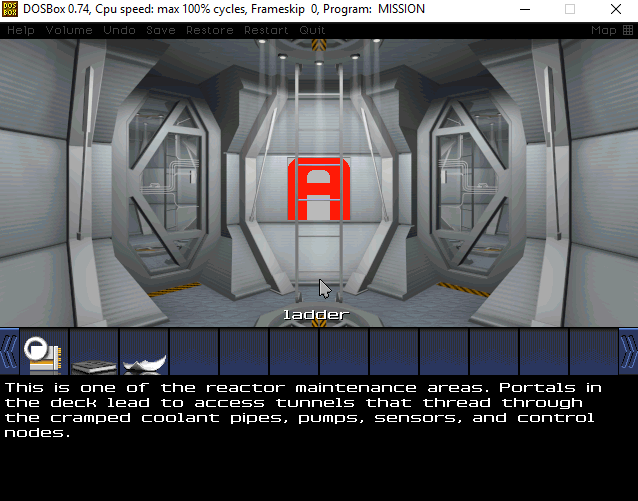 DOS
BOX
DOSBox 0.74, Cpu speed: max 100% cycles, Frameskip 0, Program: MISSION
Help Volume Undo Save Restore Restart Quit Map
A
ladder
This is one of the reactor maintenance areas. Portals in
the deck lead to access tunnels that thread through
the cramped coolant pipes, pumps, sensors, and control
nodes.